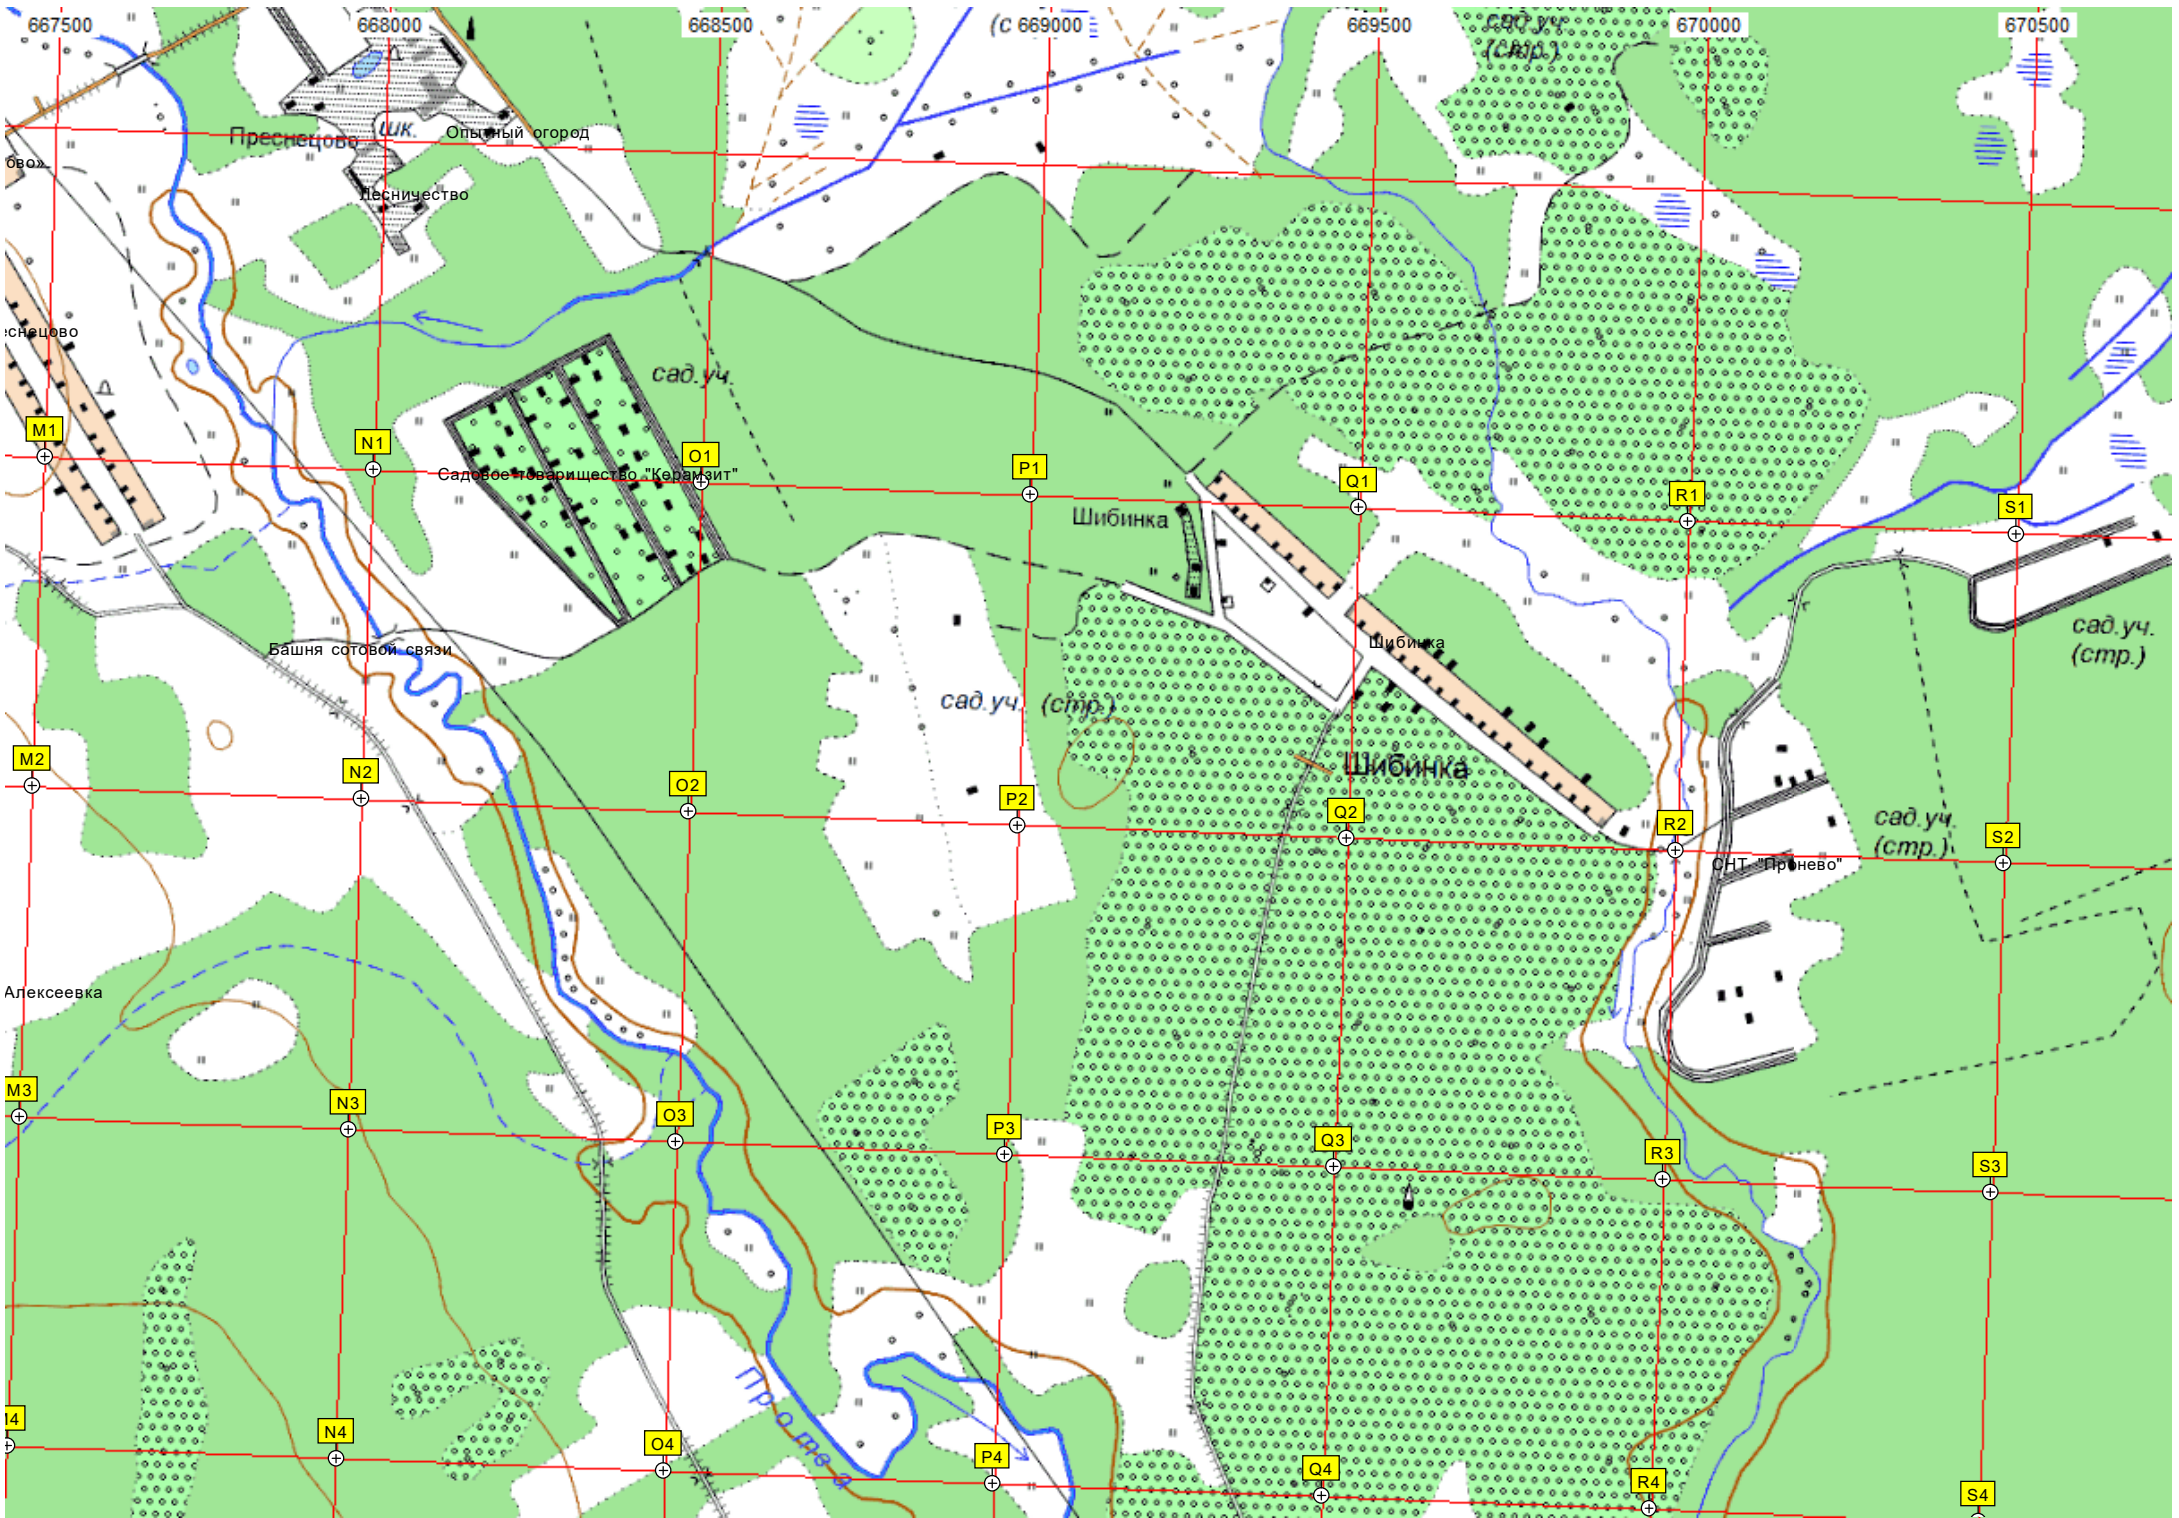 667500
668000
668500
(с
669000
669500
сад.уч.
(стр.)
670000
670500
Преснецово
шк.
Опытный огород
ово»
Лесничество
еснецово
сад.уч.
M1
N1
O1
P1
Q1
R1
S1
Садовое товарищество "Керамзит"
Шибинка
Башня сотовой связи
Шибинка
сад.уч.
(стр.)
сад.уч. (стр.)
Шибинка
M2
N2
O2
P2
Q2
R2
S2
сад.уч.
(стр.)
СНТ "Пронево"
Алексеевка
M3
N3
O3
P3
Q3
R3
S3
Протва
14
N4
O4
P4
Q4
R4
S4